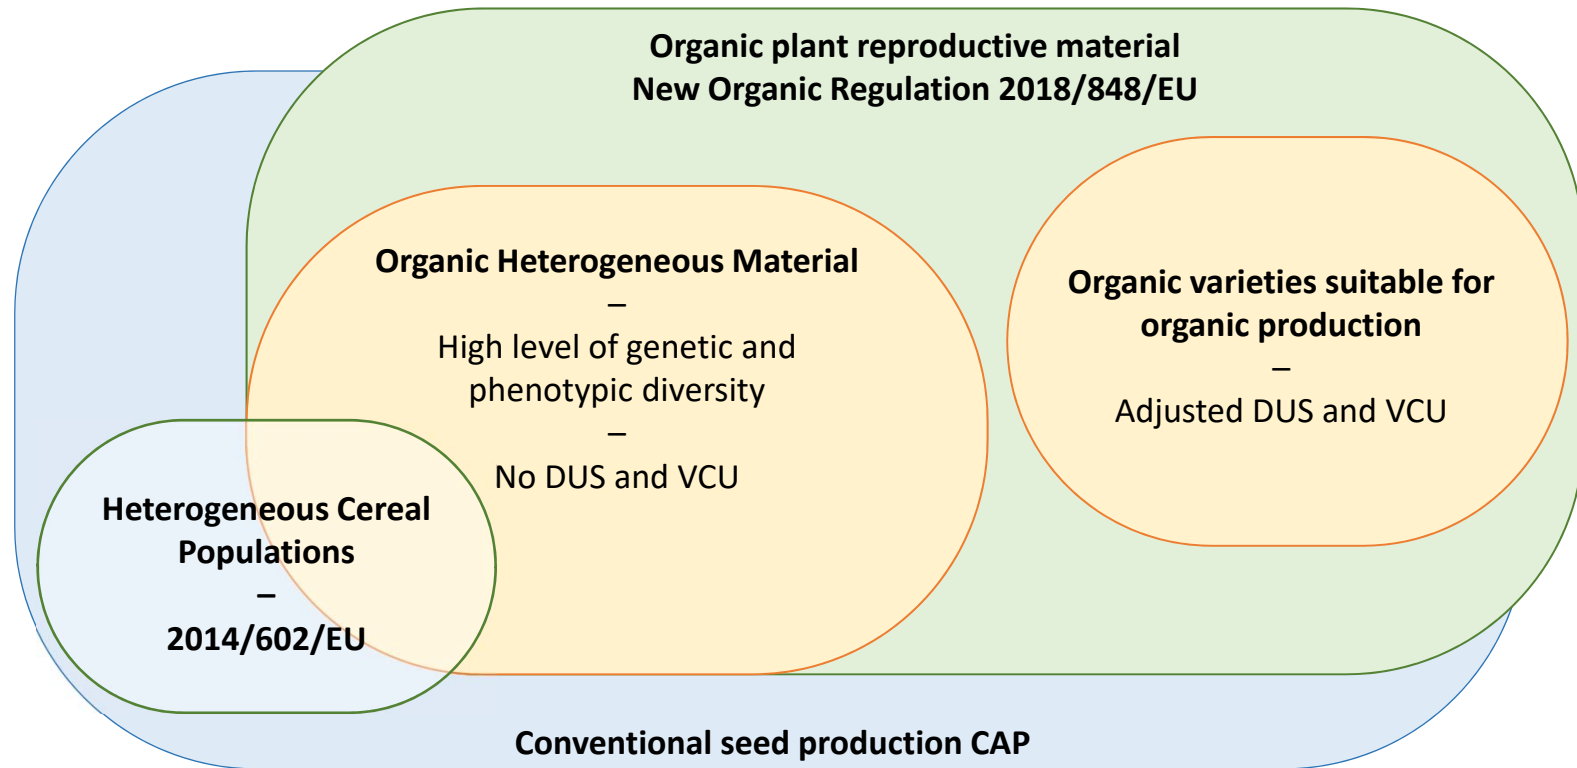 Organic plant reproductive material
New Organic Regulation 2018/848/EU
Organic Heterogeneous Material
–
High level of genetic and
phenotypic diversity
–
No DUS and VCU
Organic varieties suitable for
organic production
–
Adjusted DUS and VCU
Heterogeneous Cereal
Populations
–
2014/602/EU
Conventional seed production CAP